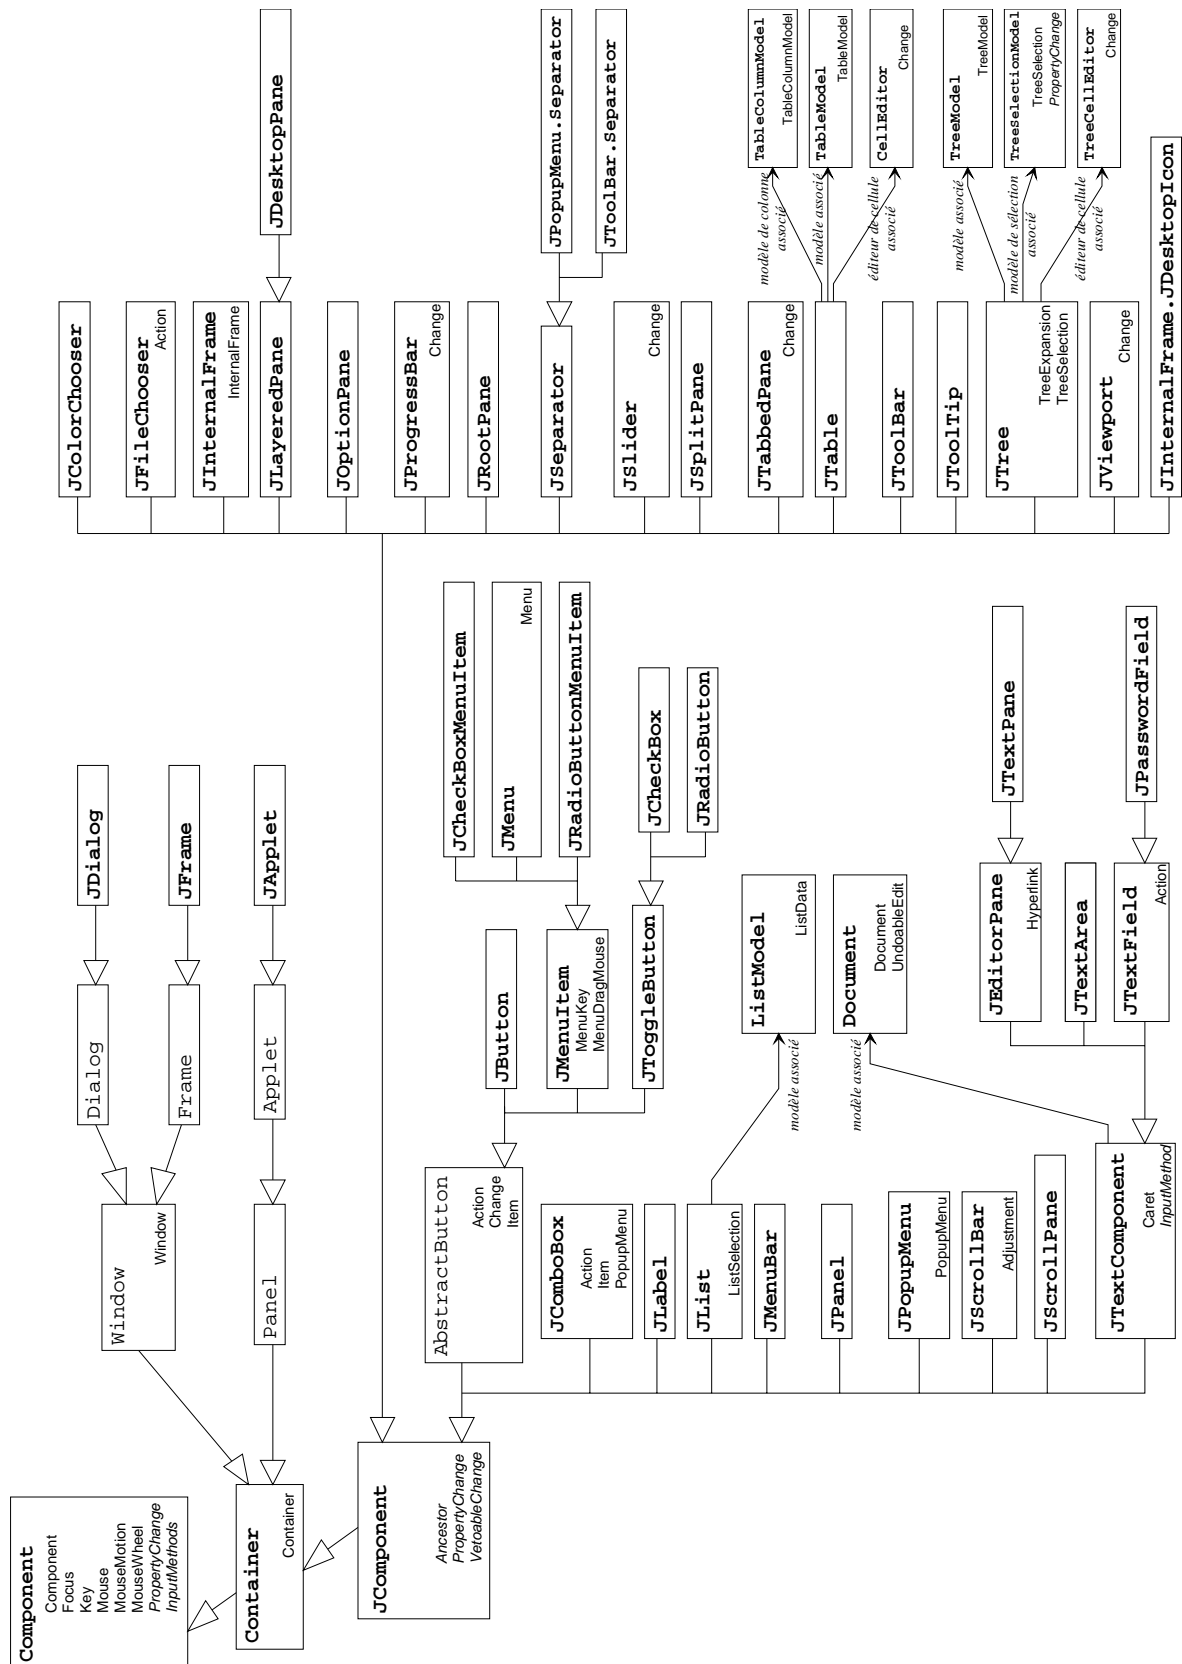 Component
Component
Focus
Key
Mouse
MouseMotion
MouseWheel
PropertyChange
InputMethods
Container
Container
JComponent
Ancestor
PropertyChange
VetoableChange
Window
Window
Panel
Dialog
Frame
Applet
JDialog
JFrame
JApplet
AbstractButton
Action
Change
Item
JComboBox
Action
Item
PopupMenu
JLabel
JList
ListSelection
JMenuBar
JPanel
JPopupMenu
PopupMenu
JScrollBar
Adjustment
JScrollPane
JTextComponent
Caret
InputMethod
JButton
JMenuItem
MenuKey
MenuDragMouse
JToggleButton
modèle associé
ListModel
ListData
modèle associé
Document
Document
UndoableEdit
JEditorPane
Hyperlink
JTextArea
JTextField
Action
JCheckBoxMenuItem
JMenu
Menu
JRadioButtonMenuItem
JCheckBox
JRadioButton
JTextPane
JPasswordField
JColorChooser
JFileChooser
Action
JInternalFrame
InternalFrame
JLayeredPane
JOptionPane
JProgressBar
Change
JRootPane
JSeparator
JSlider
Change
JSplitPane
JTabbedPane
Change
JTable
JToolBar
JToolTip
JTree
TreeExpansion
TreeSelection
JViewport
Change
JInternalFrame.JDesktopIcon
JDesktopPane
JPopupMenu.Separator
JToolBar.Separator
modèle de colonne
associé
modèle associé
éditeur de cellule
associé
modèle associé
modèle de sélection
associé
éditeur de cellule
associé
TableColumnModel
TableColumnModel
TableModel
TableModel
CellEditor
Change
TreeModel
TreeModel
TreeSelectionModel
TreeSelection
PropertyChange
TreeCellEditor
Change